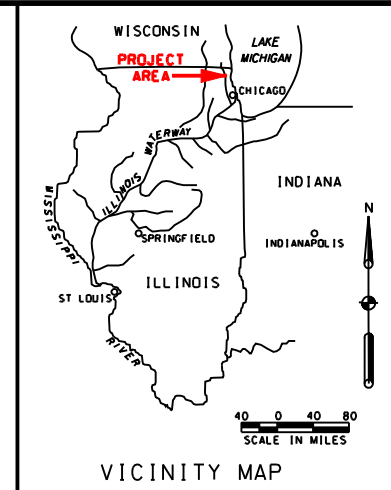 WISCONSIN
LAKE
MICHIGAN
PROJECT
AREA
CHICAGO
ILLINOIS WATERWAY
INDIANA
MISSISSIPPI
N
SPRINGFIELD
INDIANAPOLIS
ILLINOIS
ST LOUIS
RIVER
40 0 40 80
SCALE IN MILES
VICINITY MAP